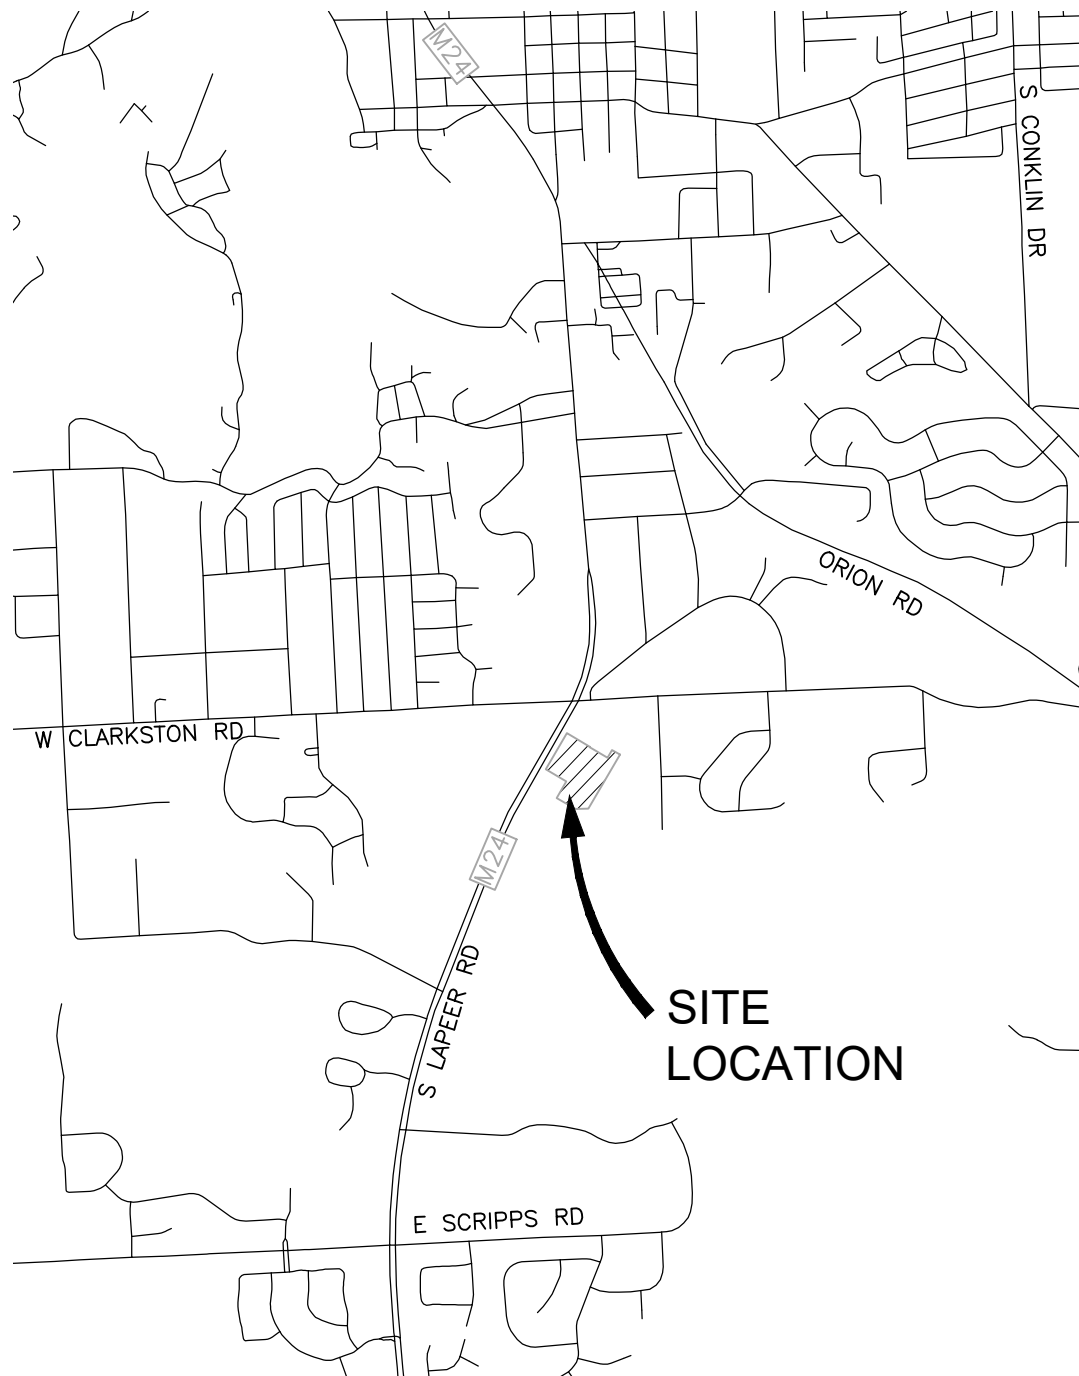 M24
S CONKLIN DR
ORION RD
W CLARKSTON RD
M24
S LAPEER RD
SITE
LOCATION
E SCRIPPS RD